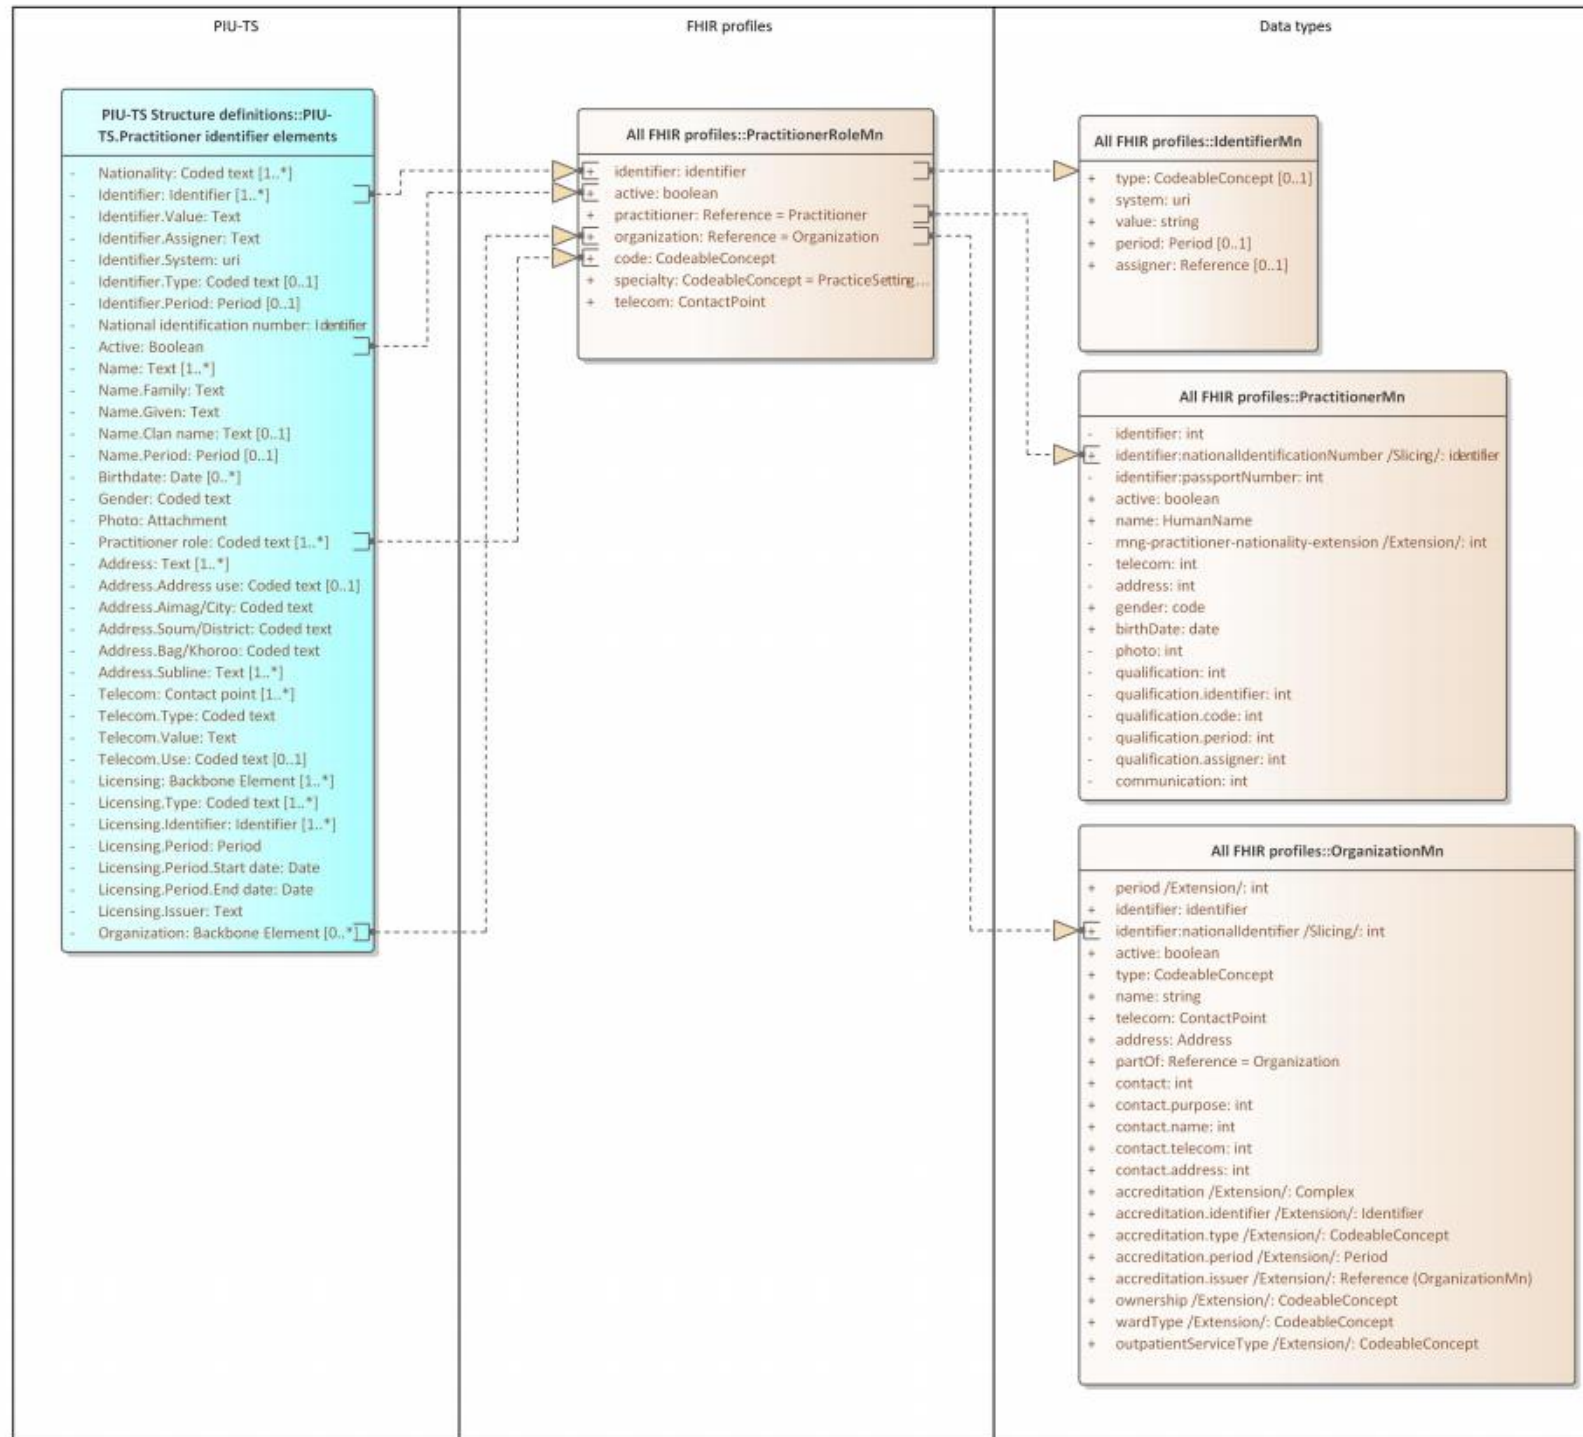 PIU-TS
FHIR profiles
Data types
PIU-TS Structure definitions::PIU-
TS.Practitioner identifier elements
- Nationality: Coded text [1..*]
- Identifier: Identifier [1..*]
- Identifier.Value: Text
- Identifier.Assigner: Text
- Identifier.System: uri
- Identifier.Type: Coded text [0..1]
- Identifier.Period: Period [0..1]
- National identification number: Identifier
- Active: Boolean
- Name: Text [1..*]
- Name.Family: Text
- Name.Given: Text
- Name.Clan name: Text [0..1]
- Name.Period: Period [0..1]
- Birthdate: Date [0..*]
- Gender: Coded text
- Photo: Attachment
- Practitioner role: Coded text [1..*]
- Address: Text [1..*]
- Address.Address use: Coded text [0..1]
- Address.Aimag/City: Coded text
- Address.Soum/District: Coded text
- Address.Bag/Khoroo: Coded text
- Address.Subline: Text [1..*]
- Telecom: Contact point [1..*]
- Telecom.Type: Coded text
- Telecom.Value: Text
- Telecom.Use: Coded text [0..1]
- Licensing: Backbone Element [1..*]
- Licensing.Type: Coded text [1..*]
- Licensing.Identifier: Identifier [1..*]
- Licensing.Period: Period
- Licensing.Period.Start date: Date
- Licensing.Period.End date: Date
- Licensing.Issuer: Text
- Organization: Backbone Element [0..*]
All FHIR profiles::PractitionerRoleMn
+ identifier: identifier
+ active: boolean
+ practitioner: Reference = Practitioner
+ organization: Reference = Organization
+ code: CodeableConcept
+ specialty: CodeableConcept = PracticeSetting...
+ telecom: ContactPoint
All FHIR profiles::IdentifierMn
+ type: CodeableConcept [0..1]
+ system: uri
+ value: string
+ period: Period [0..1]
+ assigner: Reference [0..1]
All FHIR profiles::PractitionerMn
- identifier: int
+ identifier:nationalIdentificationNumber /Slicing/: identifier
- identifier:passportNumber: int
+ active: boolean
+ name: HumanName
- mng-practitioner-nationality-extension /Extension/: int
- telecom: int
- address: int
+ gender: code
+ birthDate: date
- photo: int
- qualification: int
- qualification.identifier: int
- qualification.code: int
- qualification.period: int
- qualification.assigner: int
- communication: int
All FHIR profiles::OrganizationMn
+ period /Extension/: int
+ identifier: identifier
+ identifier:nationalIdentifier /Slicing/: int
+ active: boolean
+ type: CodeableConcept
+ name: string
+ telecom: ContactPoint
+ address: Address
+ partOf: Reference = Organization
+ contact: int
+ contact.purpose: int
+ contact.name: int
+ contact.telecom: int
+ contact.address: int
+ accreditation /Extension/: Complex
+ accreditation.identifier /Extension/: Identifier
+ accreditation.type /Extension/: CodeableConcept
+ accreditation.period /Extension/: Period
+ accreditation.issuer /Extension/: Reference (OrganizationMn)
+ ownership /Extension/: CodeableConcept
+ wardType /Extension/: CodeableConcept
+ outpatientServiceType /Extension/: CodeableConcept